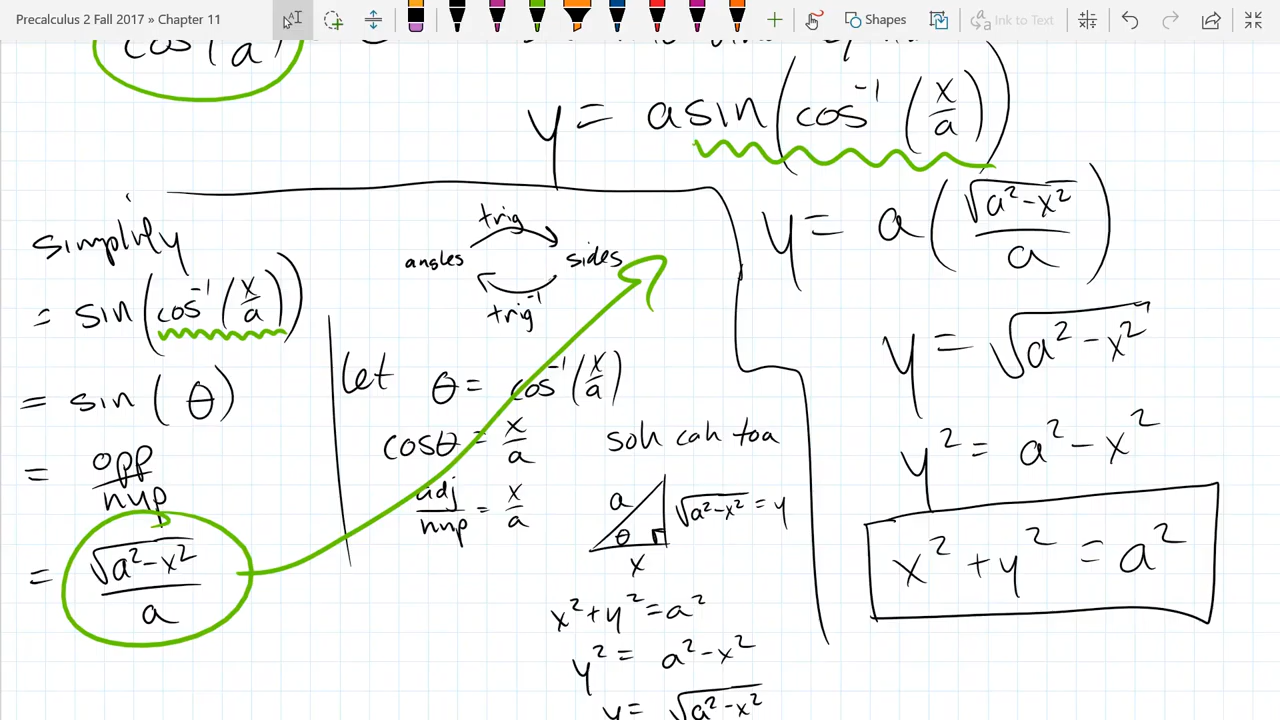 Precalculus 2 Fall 2017 » Chapter 11
Shapes
Ink to Text
cos⁻¹(x/a)
y = a sin(cos⁻¹(x/a))
simplify
= sin(cos⁻¹(x/a))
= sin(θ)
= opp/hyp
= √(a²-x²)/a
trig
angles sides
trig⁻¹
let θ = cos⁻¹(x/a)
cosθ = x/a
adj/hyp = x/a
soh cah toa
a √(a²-x²) = y
θ
x
x²+y²=a²
y² = a²-x²
y = √(a²-x²)
y = a(√(a²-x²)/a)
y = √(a²-x²)
y² = a²-x²
x²+y² = a²